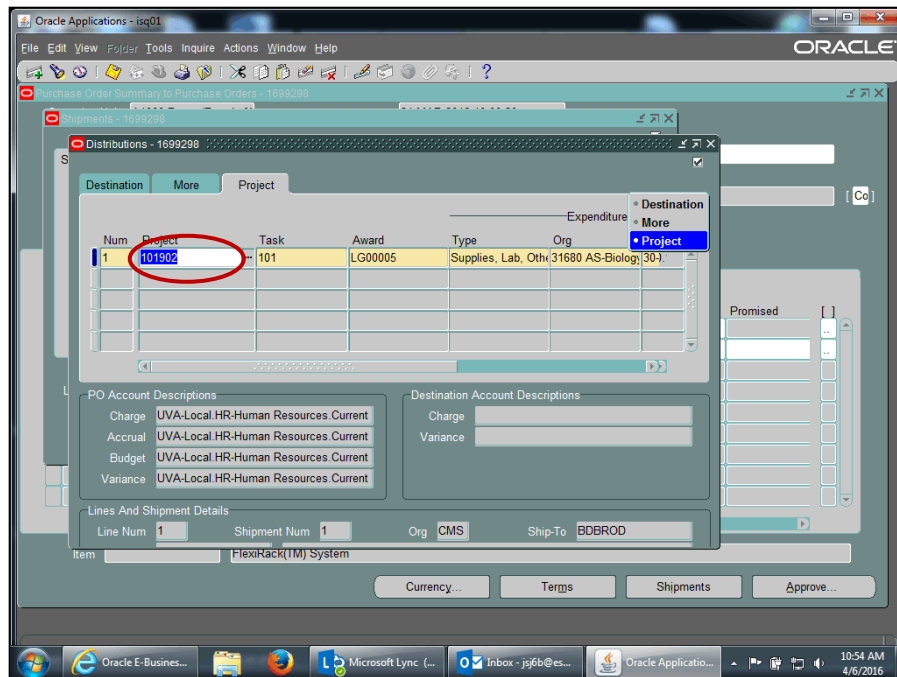 Oracle Applications - isq01
File Edit View Folder Tools Inquire Actions Window Help
ORACLE
Purchase Order Summary to Purchase Orders - 1699298
Shipments - 1699298
Distributions - 1699298
Destination More Project
[ Co ]
Destination
More
Project
Expenditure
Num Project Task Award Type Org
1 101902 ... 101 LG00005 Supplies, Lab, Othe 31680 AS-Biology
Promised [ ]
PO Account Descriptions
Destination Account Descriptions
Charge UVA-Local.HR-Human Resources.Current
Charge
Accrual UVA-Local.HR-Human Resources.Current
Variance
Budget UVA-Local.HR-Human Resources.Current
Variance UVA-Local.HR-Human Resources.Current
Lines And Shipment Details
Line Num 1 Shipment Num 1 Org CMS Ship-To BDBROD
Item FlexiRack(TM) System
Currency... Terms Shipments Approve...
Oracle E-Busines... Microsoft Lync (... Inbox - jsj6b@es... Oracle Applicatio... 10:54 AM
4/6/2016